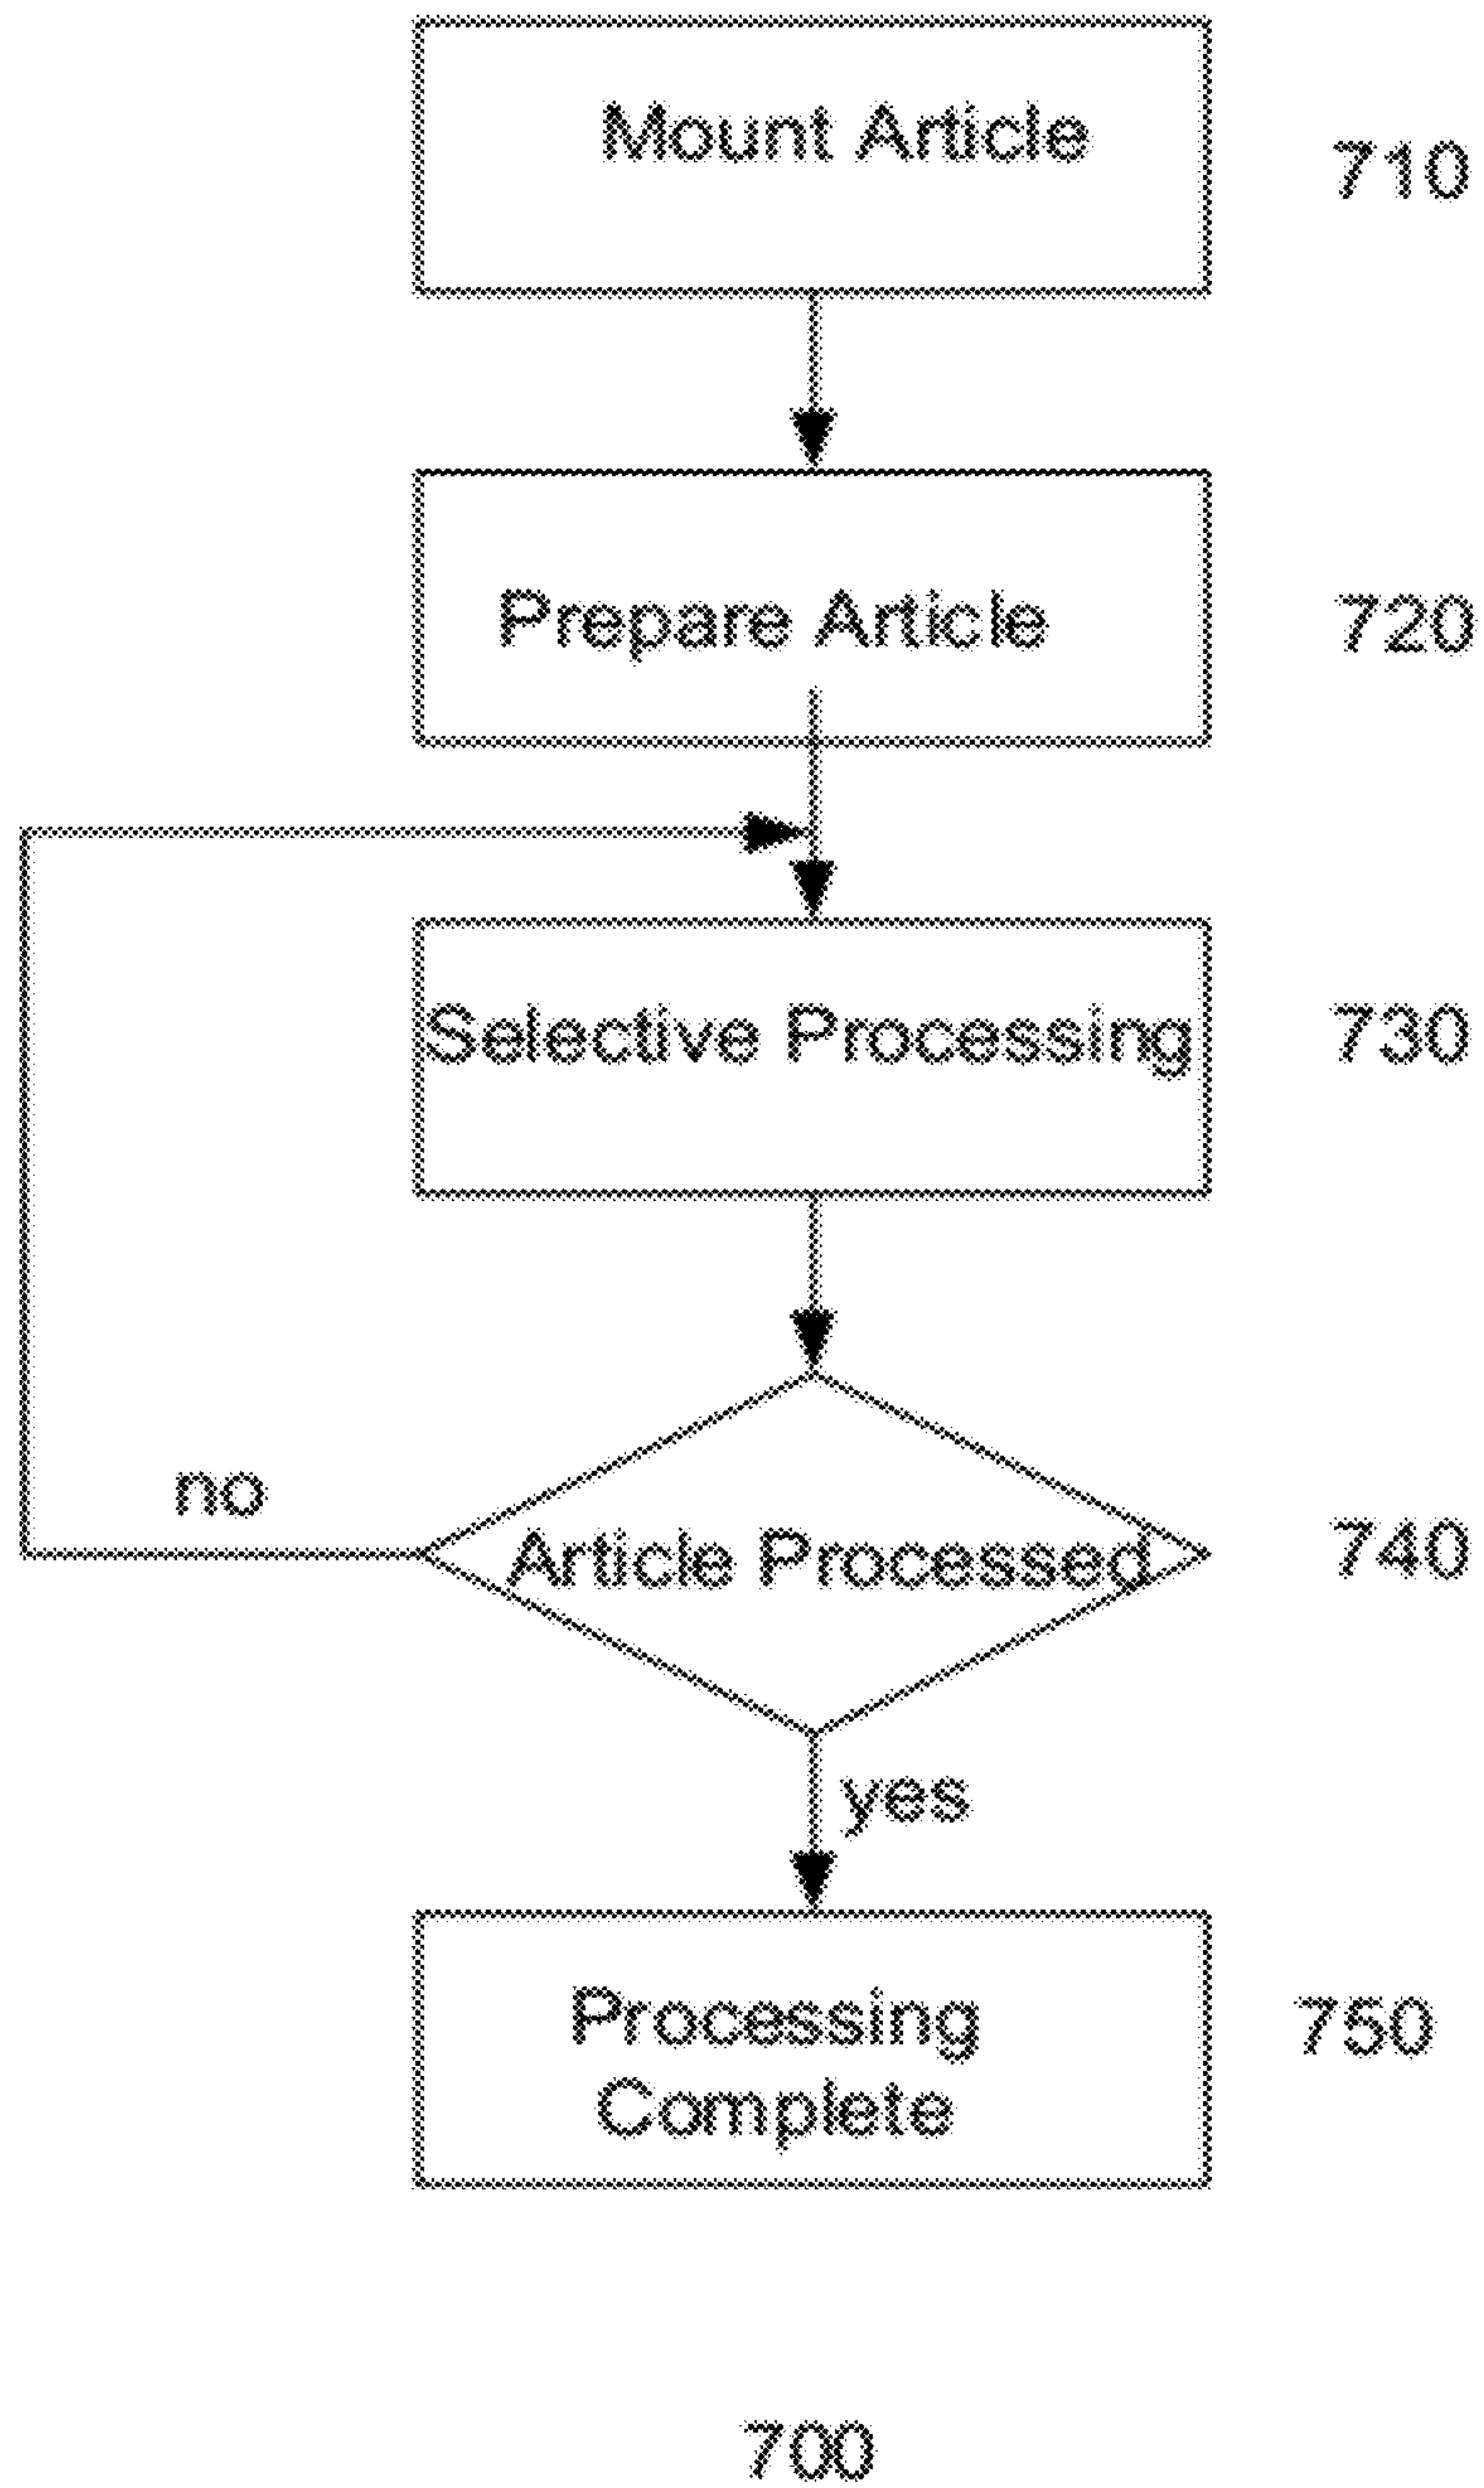 Mount Article
710
Prepare Article
720
Selective Processing
730
no
Article Processed
740
yes
Processing
Complete
750
700